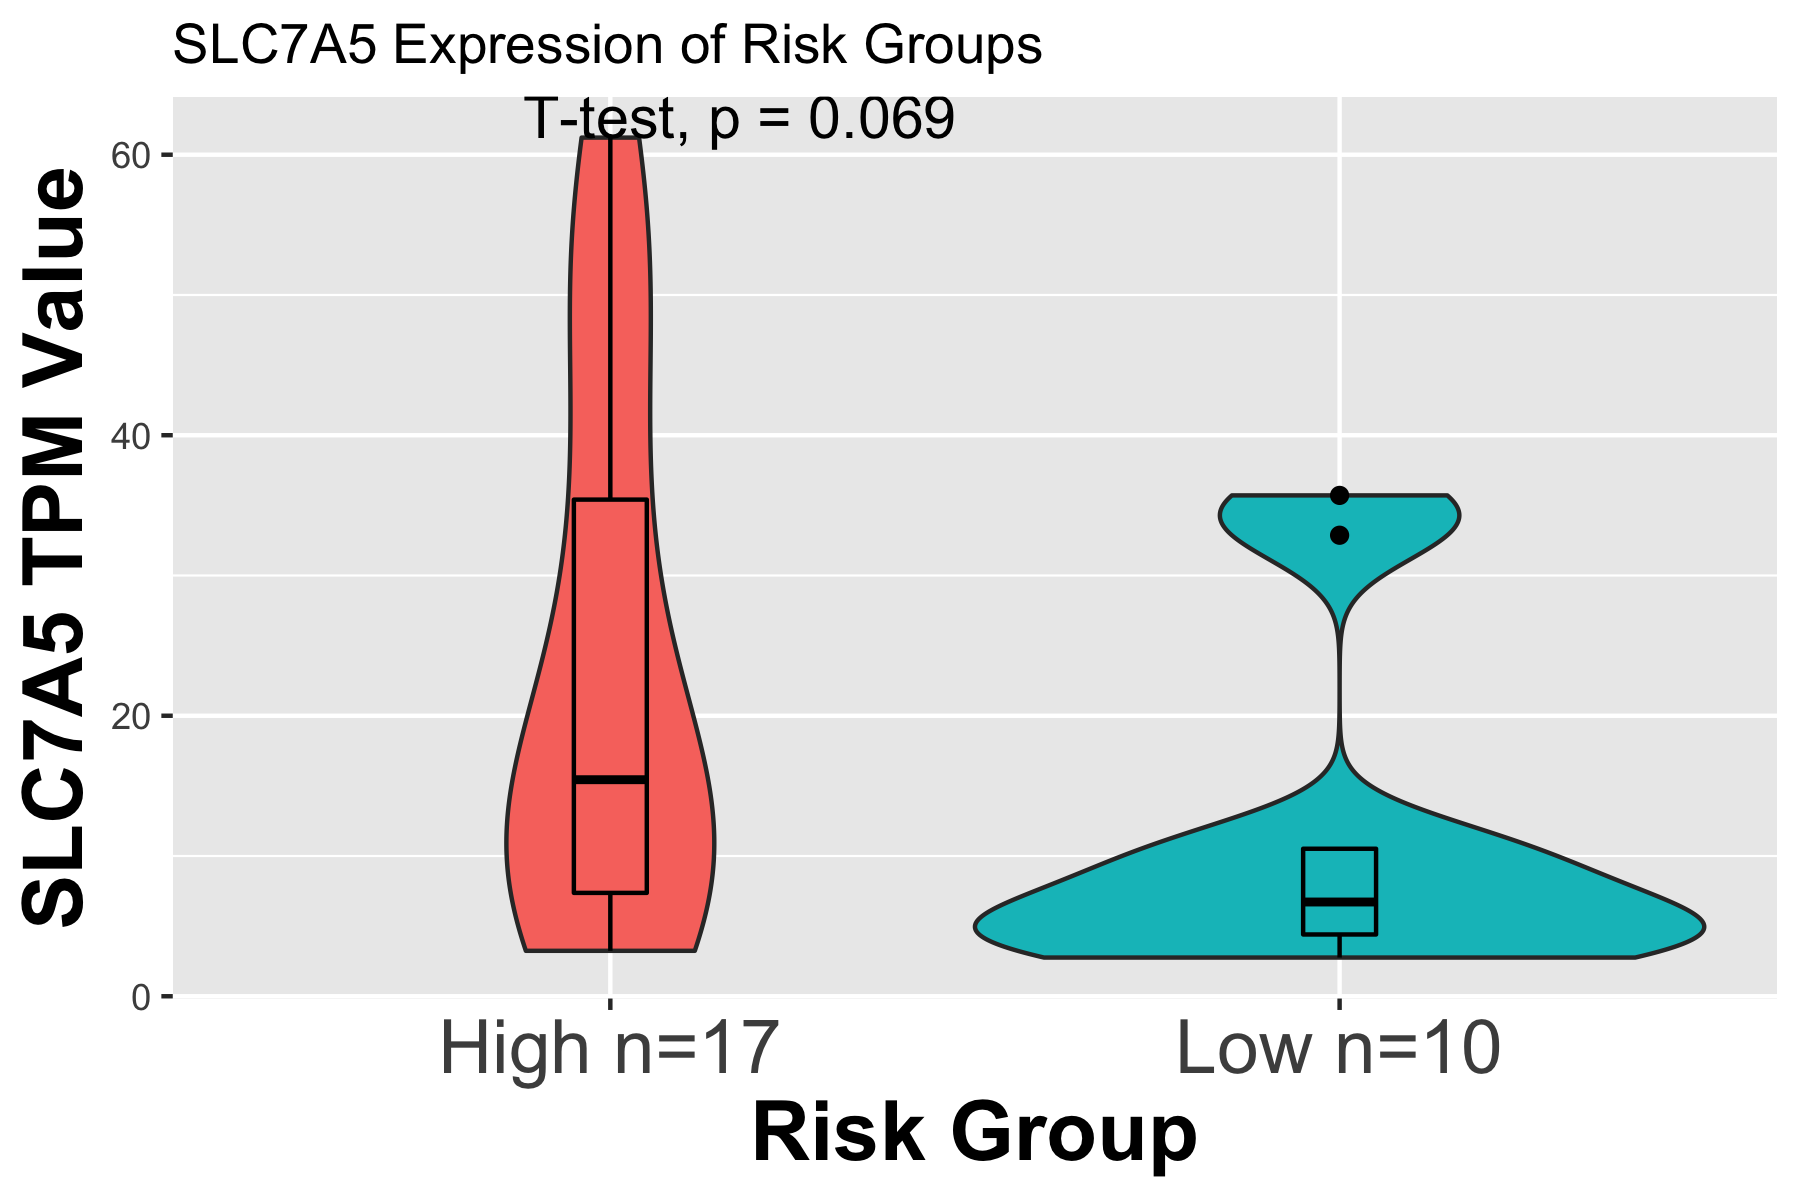 SLC7A5 Expression of Risk Groups
T-test, p = 0.069
SLC7A5 TPM Value
60
40
20
0
High n=17
Low n=10
Risk Group